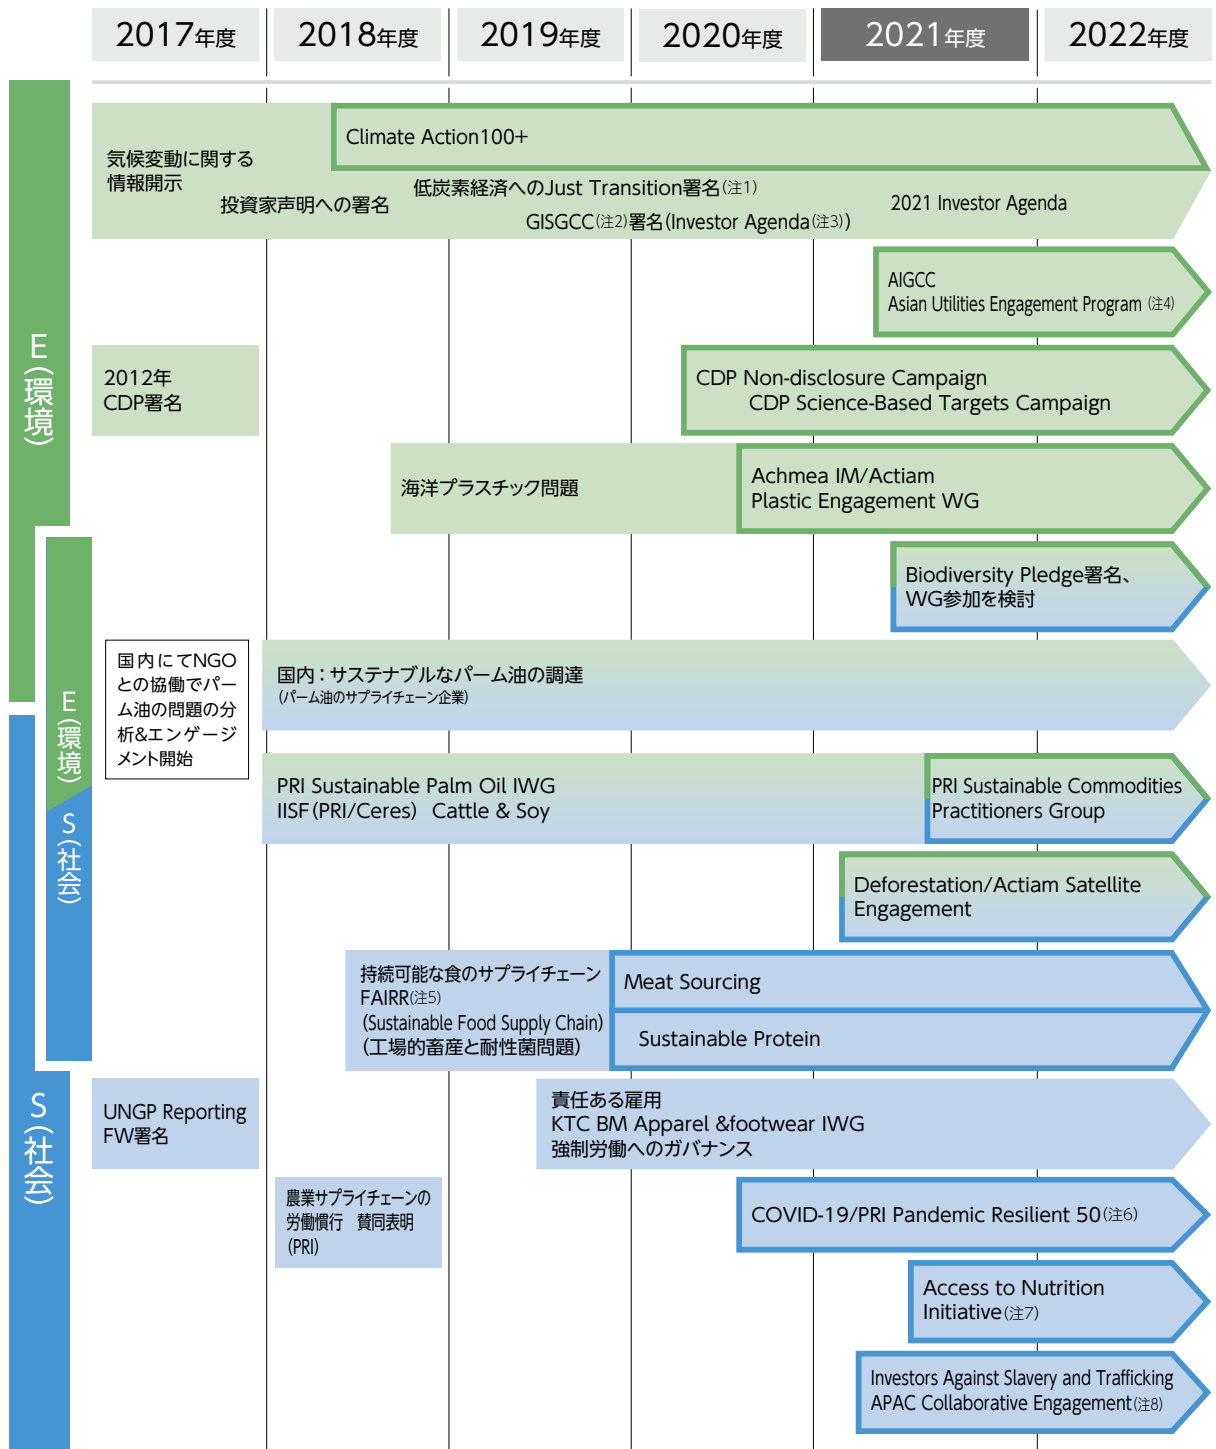 2017年度
2018年度
2019年度
2020年度
2021年度
2022年度
E(環境)
Climate Action100+
気候変動に関する
情報開示
投資家声明への署名
低炭素経済へのJust Transition署名(注1)
GISGCC(注2)署名(Investor Agenda(注3))
2021 Investor Agenda
AIGCC
Asian Utilities Engagement Program (注4)
2012年
CDP署名
CDP Non-disclosure Campaign
CDP Science-Based Targets Campaign
海洋プラスチック問題
Achmea IM/Actiam
Plastic Engagement WG
E(環境)
S(社会)
Biodiversity Pledge署名、
WG参加を検討
国内にてNGO
との協働でパー
ム油の問題の分
析&エンゲージ
メント開始
国内：サステナブルなパーム油の調達
(パーム油のサプライチェーン企業)
PRI Sustainable Palm Oil IWG
IISF(PRI/Ceres) Cattle & Soy
PRI Sustainable Commodities
Practitioners Group
Deforestation/Actiam Satellite
Engagement
持続可能な食のサプライチェーン
FAIRR(注5)
(Sustainable Food Supply Chain)
(工場的畜産と耐性菌問題)
Meat Sourcing
Sustainable Protein
S(社会)
UNGP Reporting
FW署名
責任ある雇用
KTC BM Apparel &footwear IWG
強制労働へのガバナンス
農業サプライチェーンの
労働慣行　賛同表明
(PRI)
COVID-19/PRI Pandemic Resilient 50(注6)
Access to Nutrition
Initiative(注7)
Investors Against Slavery and Trafficking
APAC Collaborative Engagement(注8)